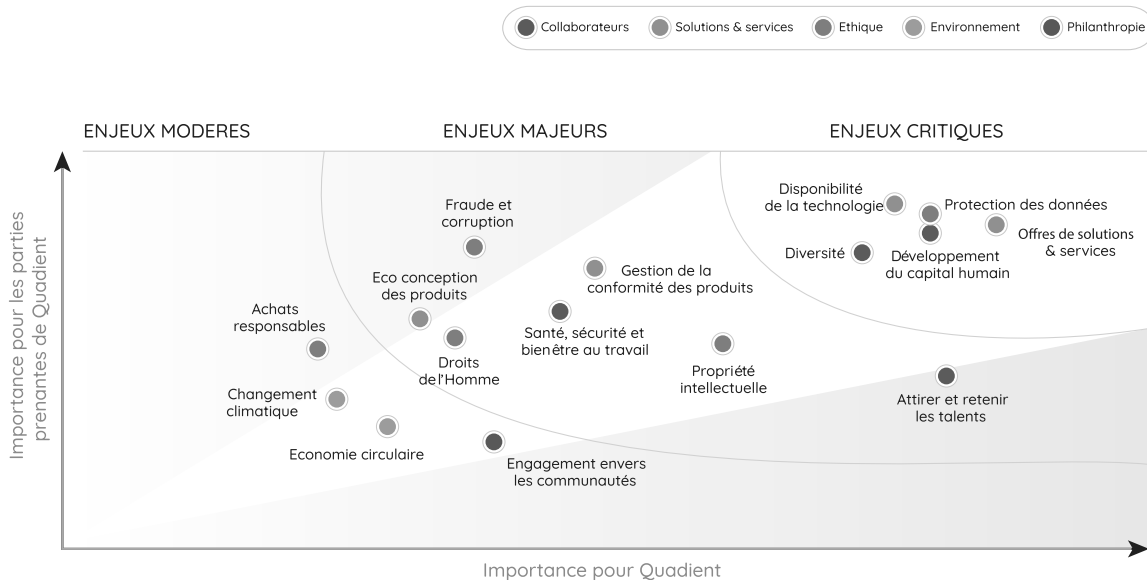 Collaborateurs
Solutions & services
Ethique
Environnement
Philanthropie
ENJEUX MODERES
ENJEUX MAJEURS
ENJEUX CRITIQUES
Importance pour les parties
prenantes de Quadient
Disponibilité
de la technologie
Protection des données
Offres de solutions
& services
Diversité
Développement
du capital humain
Fraude et
corruption
Eco conception
des produits
Gestion de la
conformité des produits
Achats
responsables
Santé, sécurité et
bien être au travail
Droits
de l'Homme
Propriété
intellectuelle
Changement
climatique
Attirer et retenir
les talents
Economie circulaire
Engagement envers
les communautés
Importance pour Quadient